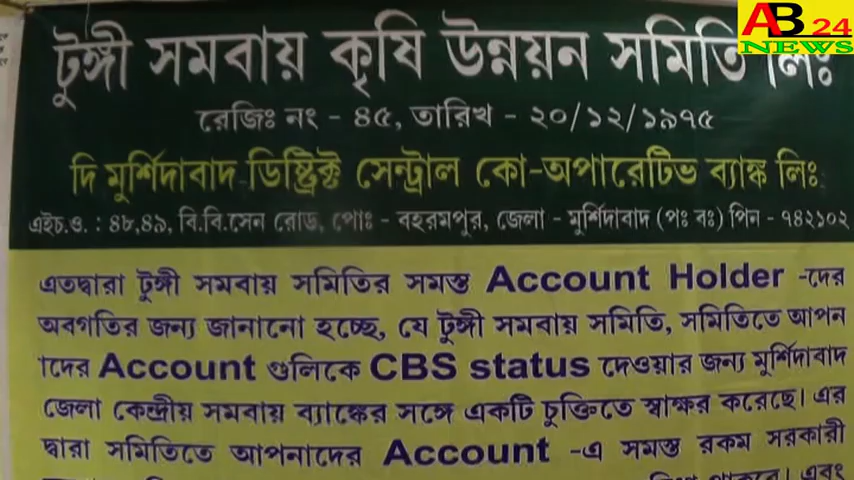 AB 24
NEWS
টুঙ্গী সমবায় কৃষি উন্নয়ন সমিতি লিঃ
রেজিঃ নং - ৪৫, তারিখ - ২০/১২/১৯৭৫
দি মুর্শিদাবাদ ডিষ্ট্রিক্ট সেন্ট্রাল কো-অপারেটিভ ব্যাঙ্ক লিঃ
এইচ.ও. : ৪৮,৪৯, বি.বি.সেন রোড, পোঃ - বহরমপুর, জেলা - মুর্শিদাবাদ (পঃ বঃ) পিন - ৭৪২১০২
এতদ্বারা টুঙ্গী সমবায় সমিতির সমস্ত Account Holder -দের
অবগতির জন্য জানানো হচ্ছে, যে টুঙ্গী সমবায় সমিতি, সমিতিতে আপন
াদের Account গুলিকে CBS status দেওয়ার জন্য মুর্শিদাবাদ
জেলা কেন্দ্রীয় সমবায় ব্যাঙ্কের সঙ্গে একটি চুক্তিতে স্বাক্ষর করেছে। এর
দ্বারা সমিতিতে আপনাদের Account -এ সমস্ত রকম সরকারী
থাকবে। এবং